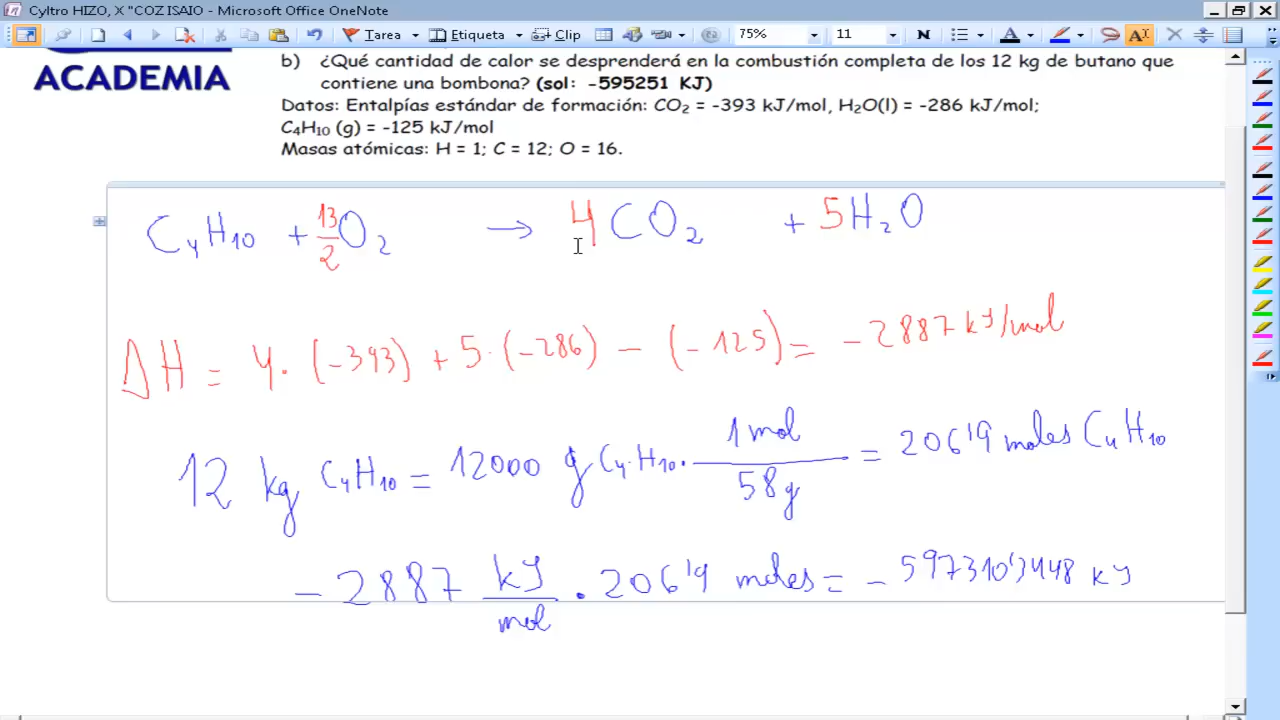 Cyltro HIZO, X "COZ ISAIO - Microsoft Office OneNote
Tarea Etiqueta Clip 75% 11 N A A
ACADEMIA
b) ¿Qué cantidad de calor se desprenderá en la combustión completa de los 12 kg de butano que
contiene una bombona? (sol: -595251 KJ)
Datos: Entalpías estándar de formación: CO₂ = -393 kJ/mol, H₂O(l) = -286 kJ/mol;
C₄H₁₀ (g) = -125 kJ/mol
Masas atómicas: H = 1; C = 12; O = 16.
C₄H₁₀ + 13/2 O₂ → 4 CO₂ + 5 H₂O
ΔH = 4 · (-393) + 5 · (-286) - (-125) = -2887 kJ/mol
12 kg C₄H₁₀ = 12000 g C₄H₁₀ · 1 mol / 58 g = 206'9 moles C₄H₁₀
- 2887 kJ/mol · 206'9 moles = - 597310'3448 kJ